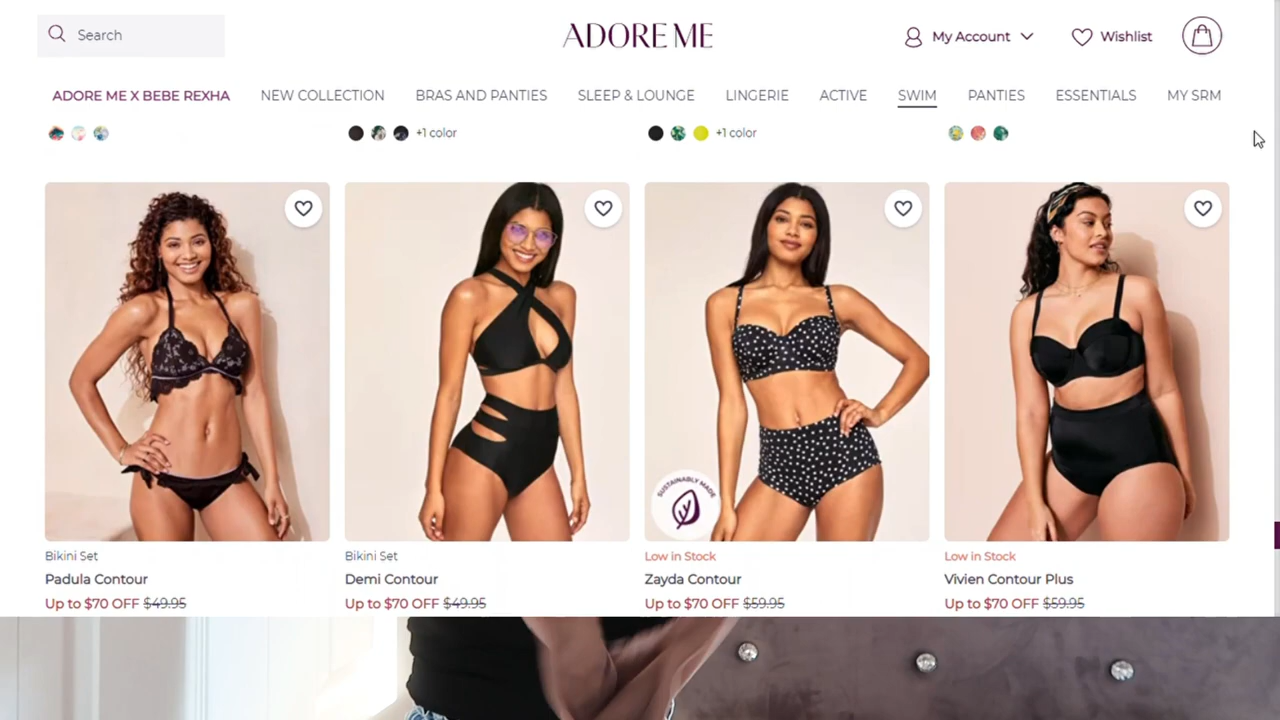 Search
ADORE ME
My Account
Wishlist
ADORE ME X BEBE REXHA
NEW COLLECTION
BRAS AND PANTIES
SLEEP & LOUNGE
LINGERIE
ACTIVE
SWIM
PANTIES
ESSENTIALS
MY SRM
+1 color
+1 color
SUSTAINABLY MADE
Bikini Set
Padula Contour
Up to $70 OFF $49.95
Bikini Set
Demi Contour
Up to $70 OFF $49.95
Low in Stock
Zayda Contour
Up to $70 OFF $59.95
Low in Stock
Vivien Contour Plus
Up to $70 OFF $59.95